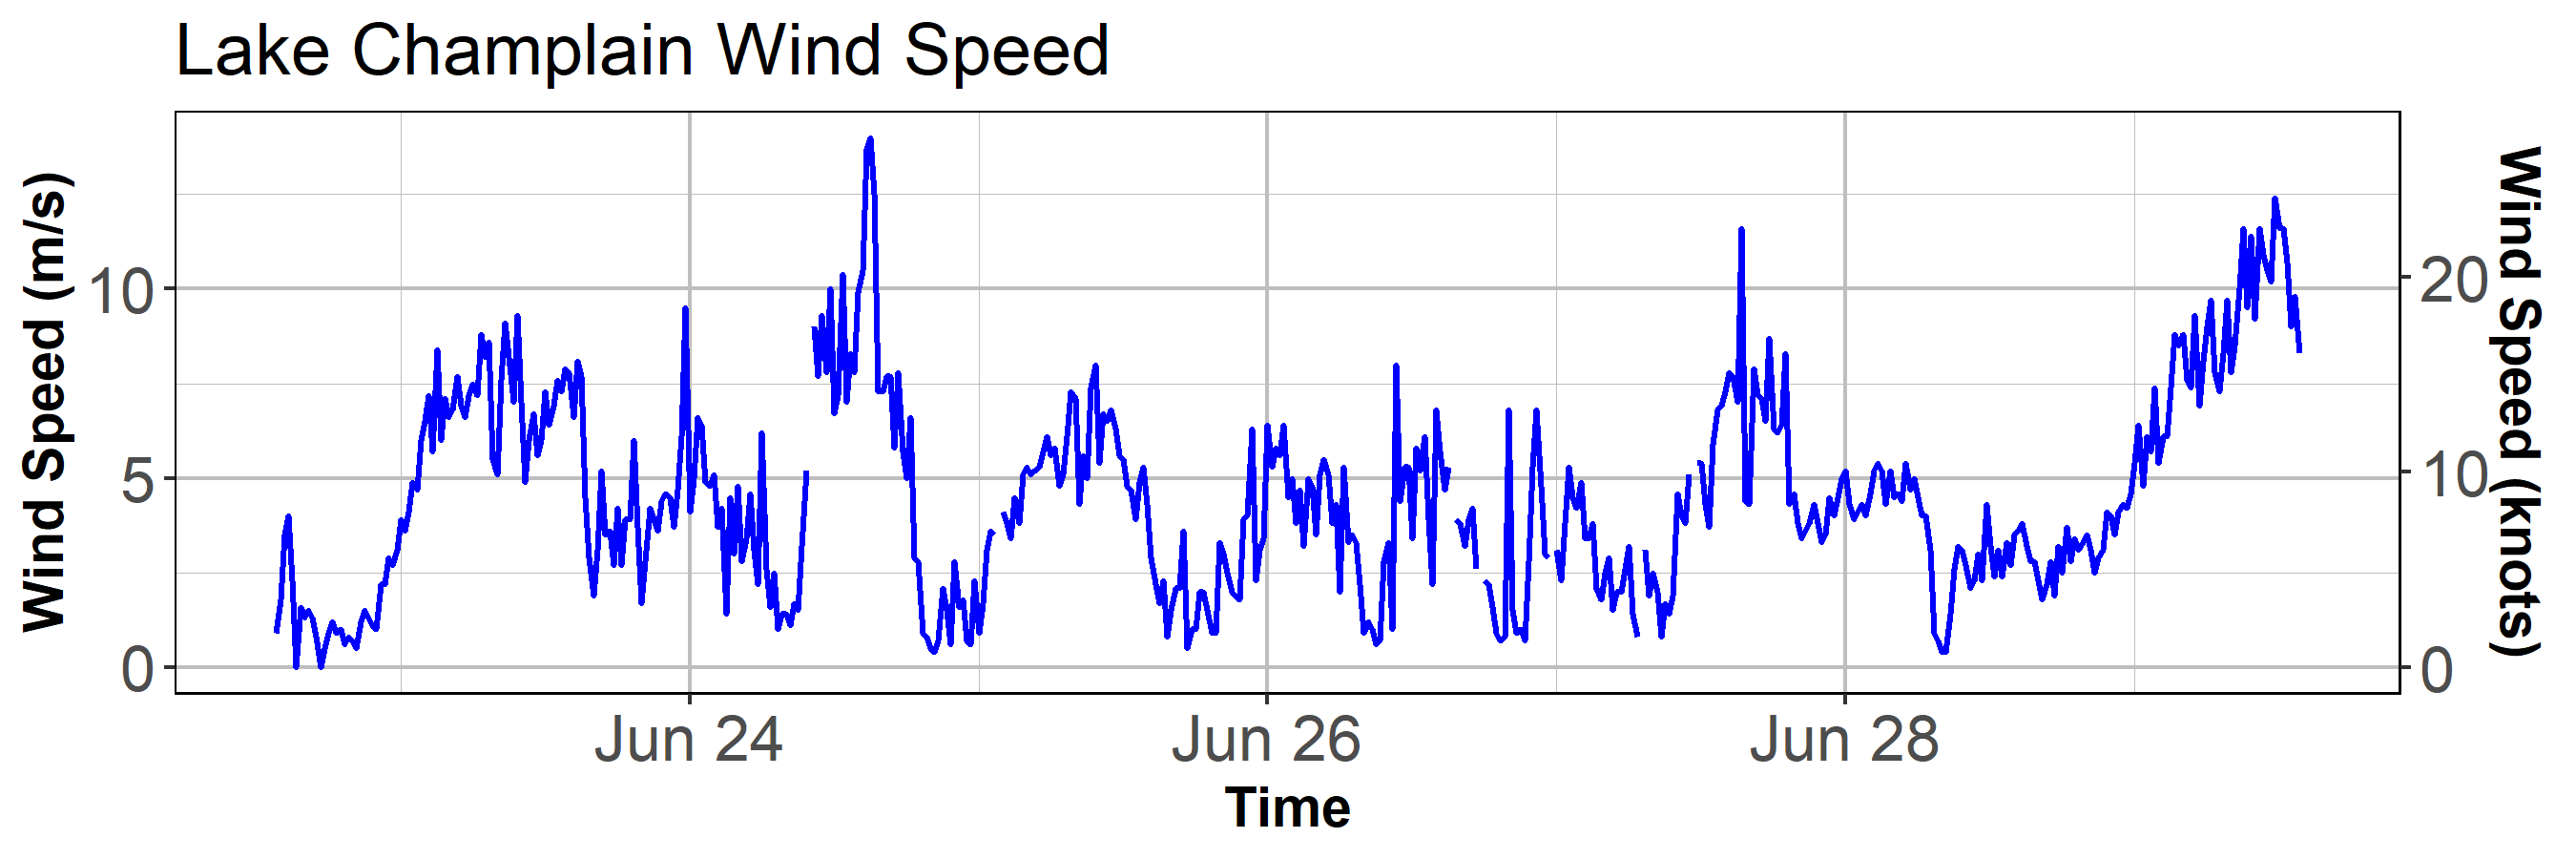 Lake Champlain Wind Speed
Wind Speed (m/s)
10
5
0
Wind Speed (knots)
20
10
0
Jun 24
Jun 26
Jun 28
Time